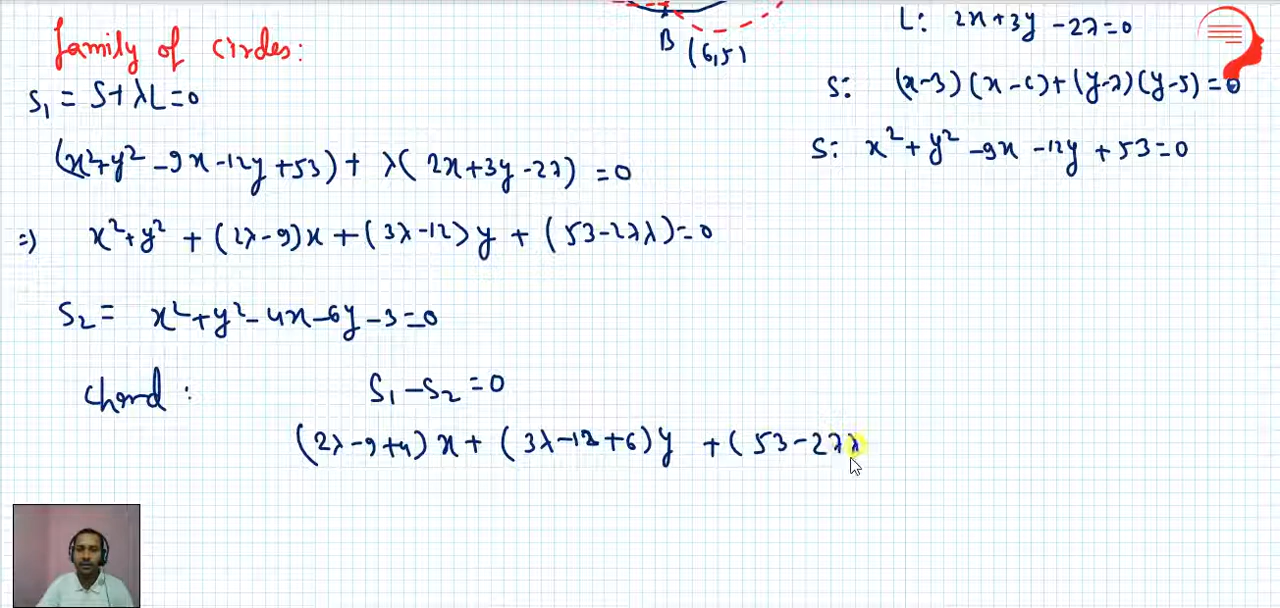 B (6,5)
L: 2x+3y-27=0
family of circles:
S: (x-3)(x-6)+(y-7)(y-5)=0
S₁ = S+λL=0
S: x²+y²-9x-12y+53=0
(x²+y²-9x-12y+53)+λ(2x+3y-27)=0
=) x²+y²+(2λ-9)x+(3λ-12)y+(53-27λ)=0
S₂= x²+y²-4x-6y-3=0
Chord: S₁-S₂=0
(2λ-9+4)x+(3λ-12+6)y+(53-27λ